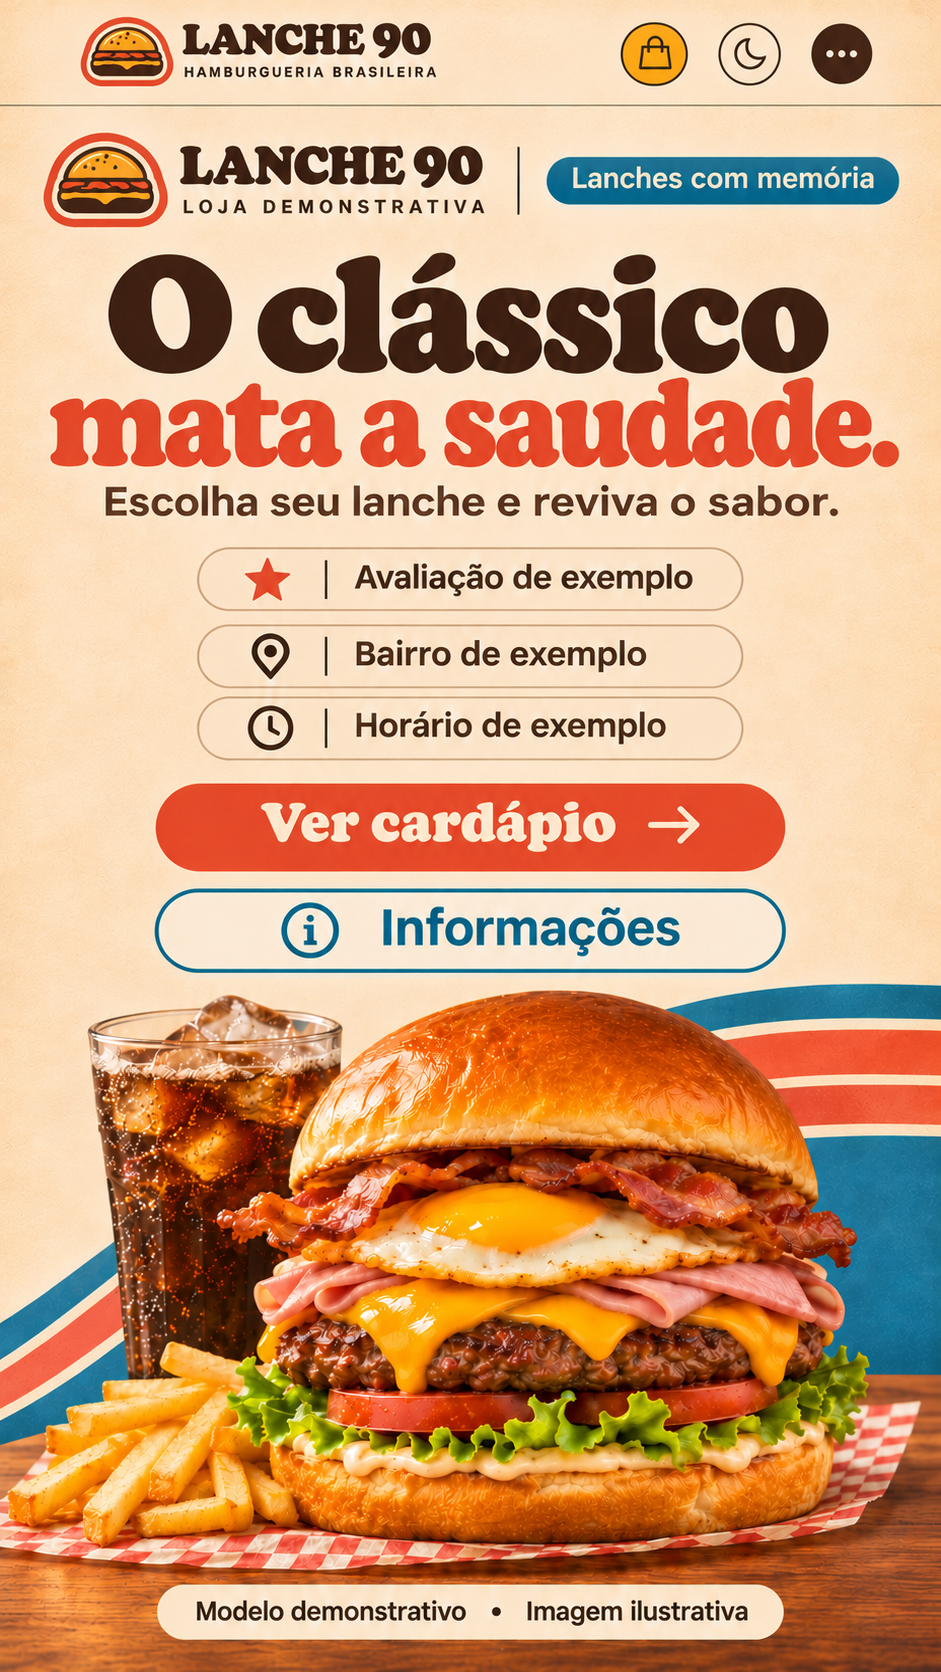 LANCHE 90
HAMBURGUERIA BRASILEIRA
LANCHE 90
LOJA DEMONSTRATIVA
Lanches com memória
O clássico
mata a saudade.
Escolha seu lanche e reviva o sabor.
Avaliação de exemplo
Bairro de exemplo
Horário de exemplo
Ver cardápio →
Informações
Modelo demonstrativo • Imagem ilustrativa